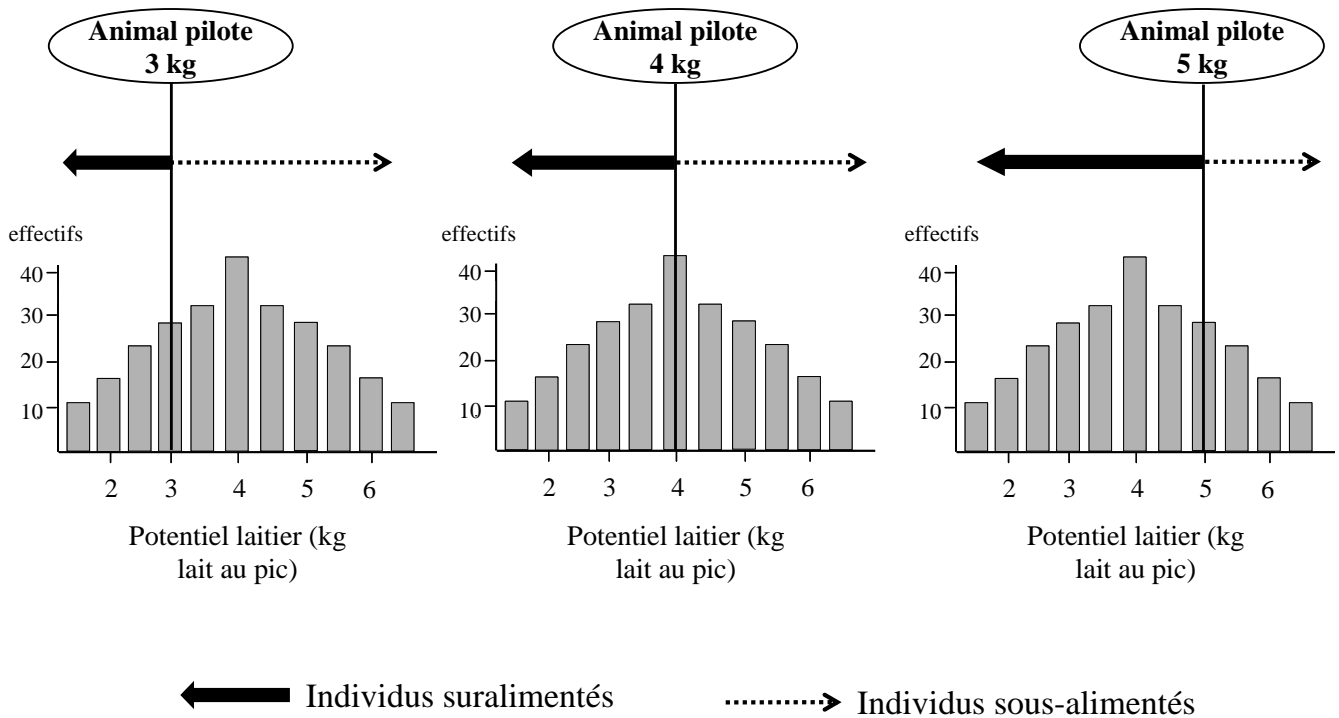 Animal pilote
3 kg
Animal pilote
4 kg
Animal pilote
5 kg
effectifs
40
30
20
10
2 3 4 5 6
Potentiel laitier (kg
lait au pic)
effectifs
40
30
20
10
2 3 4 5 6
Potentiel laitier (kg
lait au pic)
effectifs
40
30
20
10
2 3 4 5 6
Potentiel laitier (kg
lait au pic)
Individus suralimentés
Individus sous-alimentés